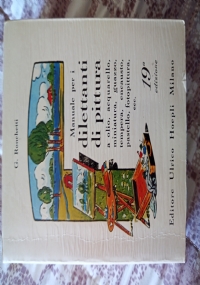 G. Ronchetti
Manuale per i
dilettanti
di pittura
a olio, acquarello,
miniatura, guazzo,
tempera, encausto,
pastello, fotopittura,
ecc.
19ª
edizione
Editore Ulrico Hoepli Milano